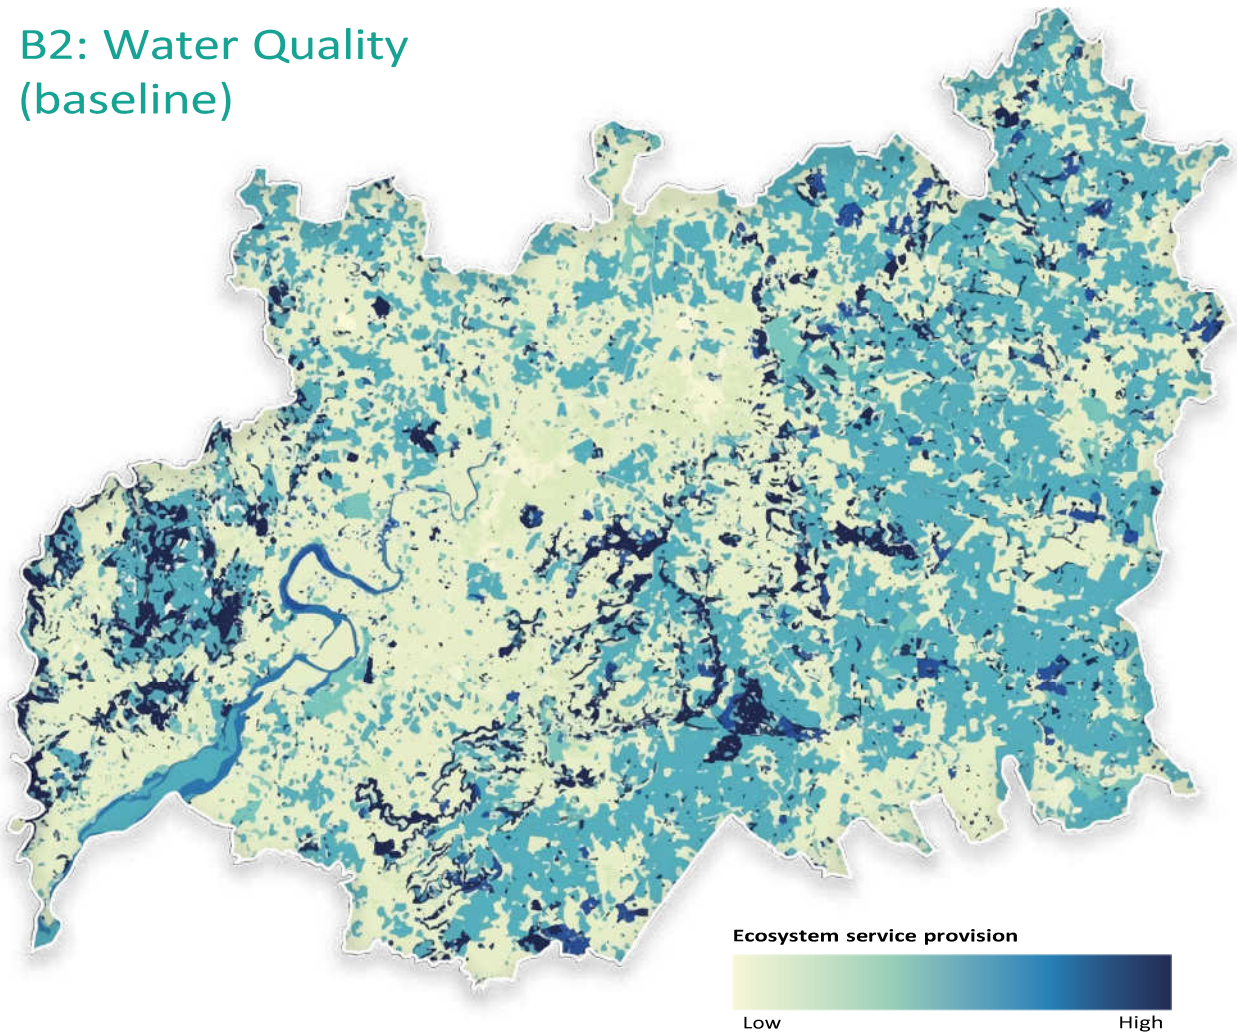 B2: Water Quality
(baseline)
Ecosystem service provision
Low
High